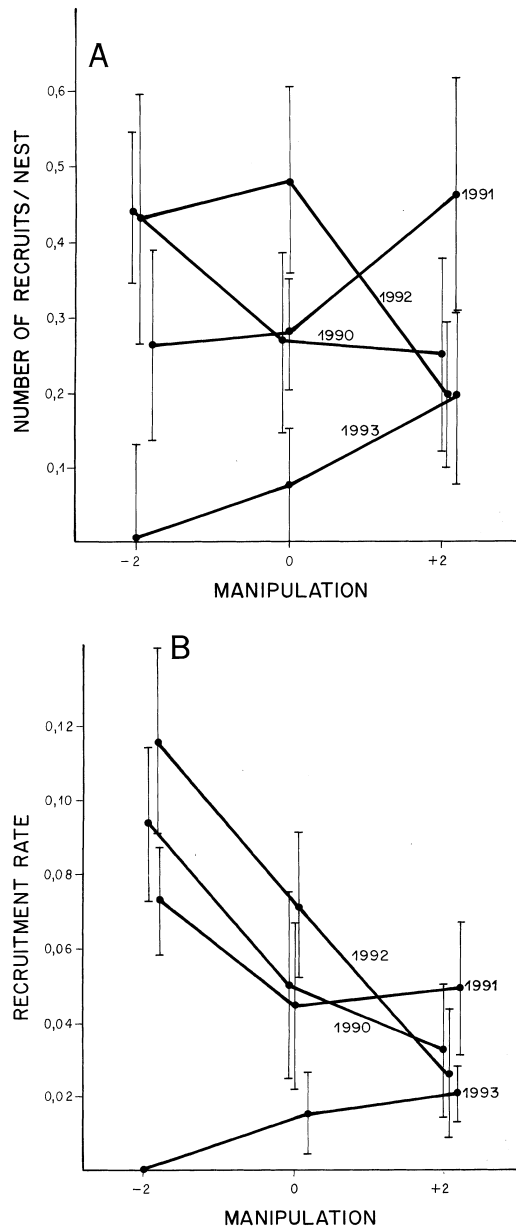 A
NUMBER OF RECRUITS/NEST
0,6
0,5
0,4
0,3
0,2
0,1
1991
1992
1990
1993
-2 0 +2
MANIPULATION
B
RECRUITMENT RATE
0,12
0,10
0,08
0,06
0,04
0,02
1992
1991
1990
1993
-2 0 +2
MANIPULATION